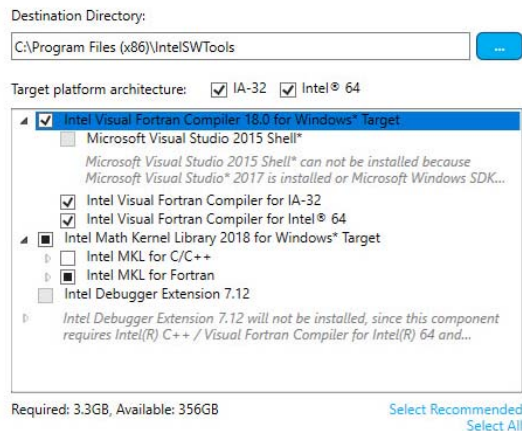 Destination Directory:
C:\Program Files (x86)\IntelSWTools
...
Target platform architecture: IA-32 Intel® 64
Intel Visual Fortran Compiler 18.0 for Windows* Target
Microsoft Visual Studio 2015 Shell*
Microsoft Visual Studio 2015 Shell* can not be installed because
Microsoft Visual Studio* 2017 is installed or Microsoft Windows SDK...
Intel Visual Fortran Compiler for IA-32
Intel Visual Fortran Compiler for Intel® 64
Intel Math Kernel Library 2018 for Windows* Target
Intel MKL for C/C++
Intel MKL for Fortran
Intel Debugger Extension 7.12
Intel Debugger Extension 7.12 will not be installed, since this component
requires Intel(R) C++ / Visual Fortran Compiler for Intel(R) 64 and...
Required: 3.3GB, Available: 356GB
Select Recommended
Select All